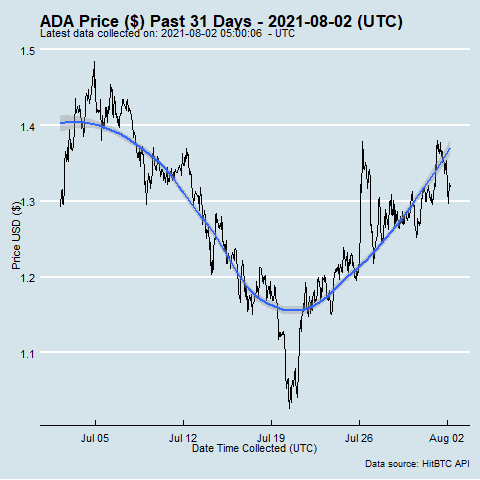 ADA Price ($) Past 31 Days - 2021-08-02 (UTC)
Latest data collected on: 2021-08-02 05:00:06 - UTC
1.5
1.4
1.3
1.2
1.1
Price USD ($)
Jul 05 Jul 12 Jul 19 Jul 26 Aug 02
Date Time Collected (UTC)
Data source: HitBTC API